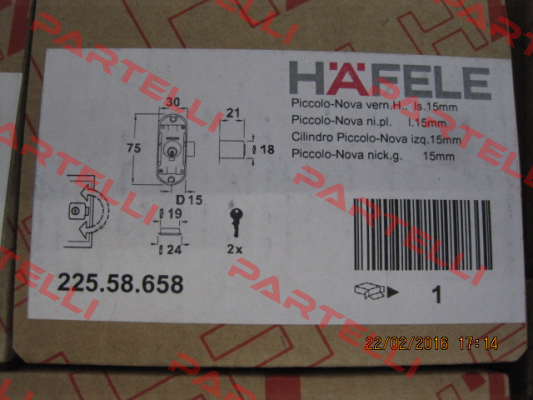 HÄFELE
Piccolo-Nova vern.H., ls.15mm
Piccolo-Nova ni.pl. l.15mm
Cilindro Piccolo-Nova izq.15mm
Piccolo-Nova nick.g. 15mm
30
21
75
18
D 15
19
24
2x
225.58.658
1
22/02/2016 17:14
PARTELLI
PARTELLI
PARTELLI
PARTELLI